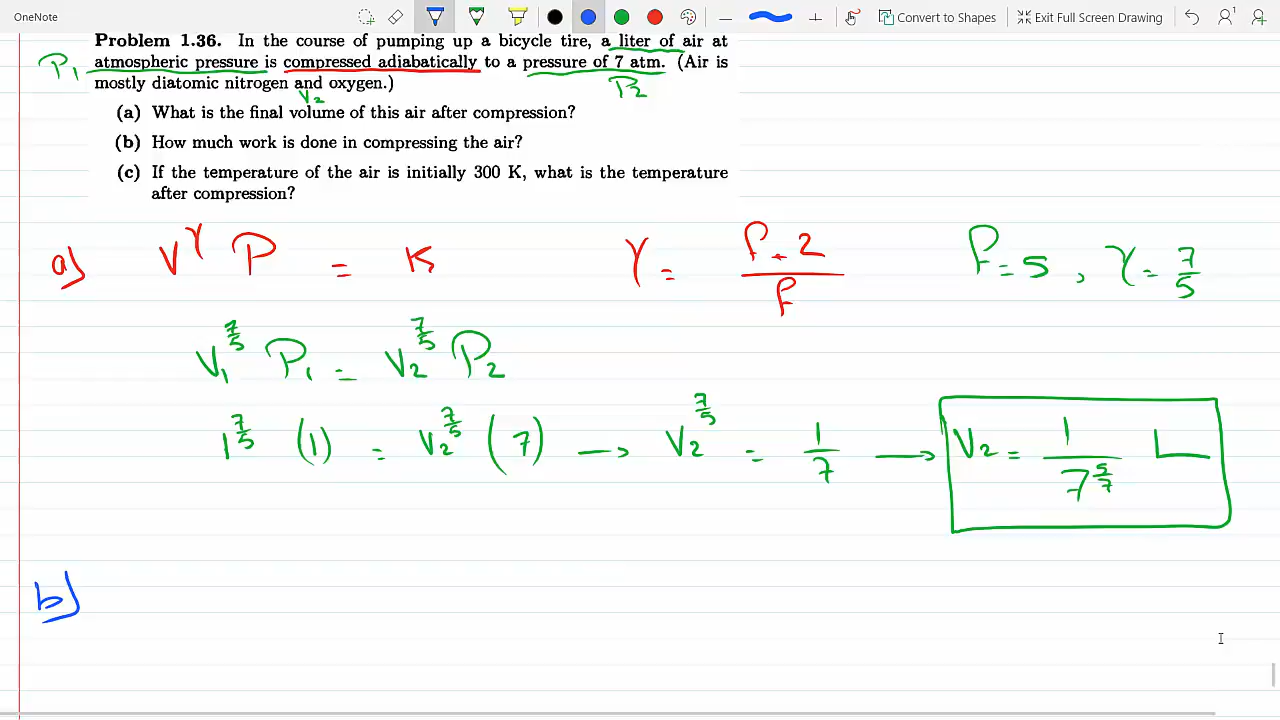 OneNote
Convert to Shapes
Exit Full Screen Drawing
Problem 1.36. In the course of pumping up a bicycle tire, a liter of air at
P₁ atmospheric pressure is compressed adiabatically to a pressure of 7 atm. (Air is
mostly diatomic nitrogen and oxygen.)
P₂
V₂
(a) What is the final volume of this air after compression?
(b) How much work is done in compressing the air?
(c) If the temperature of the air is initially 300 K, what is the temperature
after compression?
a) V^γ P = K γ = (f+2)/f f=5, γ = 7/5
V₁^(7/5) P₁ = V₂^(7/5) P₂
1^(7/5) (1) = V₂^(7/5) (7) → V₂^(7/5) = 1/7 → V₂ = 1/7^(5/7) L
b)